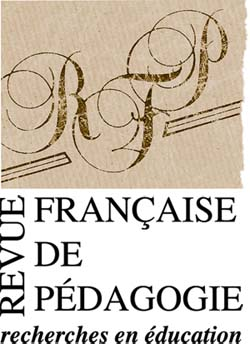 RFP
REVUE
FRANÇAISE
DE
PÉDAGOGIE
recherches en éducation